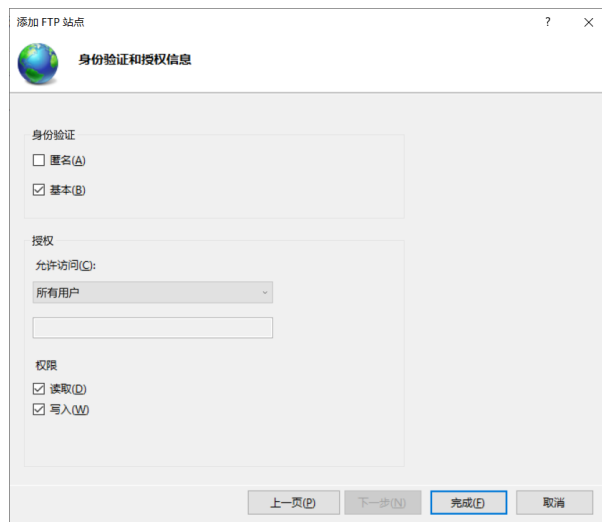 添加 FTP 站点
身份验证和授权信息
身份验证
匿名(A)
基本(B)
授权
允许访问(C):
所有用户
权限
读取(D)
写入(W)
上一页(P) 下一步(N) 完成(F) 取消